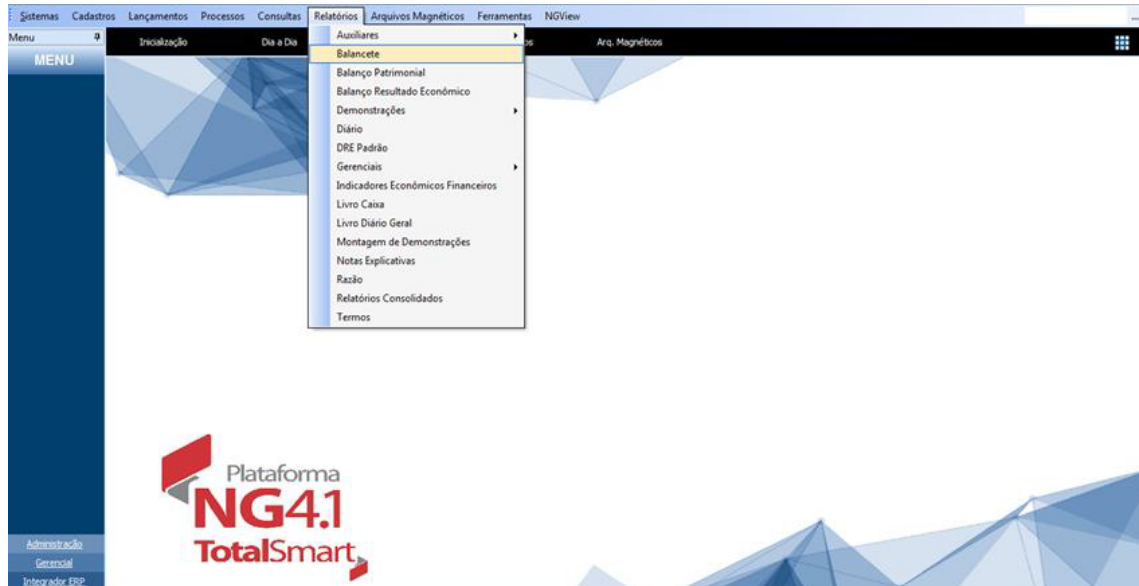 Sistemas Cadastros Lançamentos Processos Consultas Relatórios Arquivos Magnéticos Ferramentas NGView
Menu
Inicialização Dia a Dia os Arq. Magnéticos
MENU
Auxiliares
Balancete
Balanço Patrimonial
Balanço Resultado Econômico
Demonstrações
Diário
DRE Padrão
Gerenciais
Indicadores Econômicos Financeiros
Livro Caixa
Livro Diário Geral
Montagem de Demonstrações
Notas Explicativas
Razão
Relatórios Consolidados
Termos
Plataforma
NG4.1
TotalSmart
Administração
Gerencial
Integrador ERP